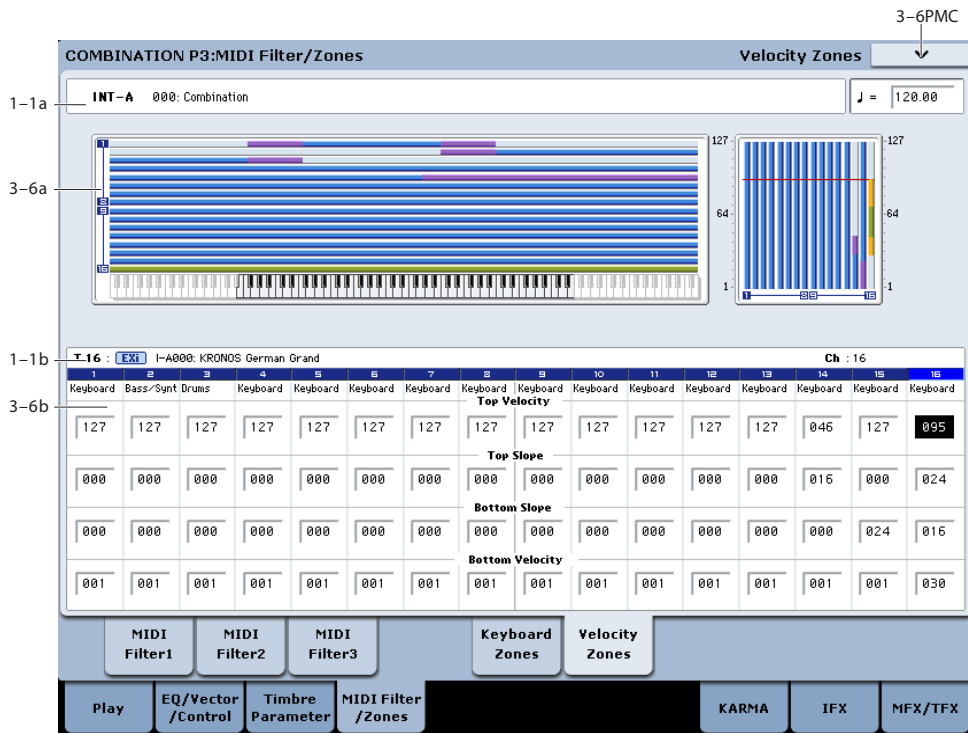 3–6PMC
COMBINATION P3:MIDI Filter/Zones Velocity Zones
1–1a INT–A 000: Combination ♩ = 120.00
3–6a
1
8
9
16
127
64
1
127
64
1
1 8 9 16
1–1b T 16 : EXi I–A000: KRONOS German Grand Ch : 16
1 2 3 4 5 6 7 8 9 10 11 12 13 14 15 16
Keyboard Bass/Synt Drums Keyboard Keyboard Keyboard Keyboard Keyboard Keyboard Keyboard Keyboard Keyboard Keyboard Keyboard Keyboard Keyboard
3–6b
Top Velocity
127 127 127 127 127 127 127 127 127 127 127 127 127 046 127 095
Top Slope
000 000 000 000 000 000 000 000 000 000 000 000 000 016 000 024
Bottom Slope
000 000 000 000 000 000 000 000 000 000 000 000 000 000 024 016
Bottom Velocity
001 001 001 001 001 001 001 001 001 001 001 001 001 001 001 030
MIDI Filter1 MIDI Filter2 MIDI Filter3 Keyboard Zones Velocity Zones
Play EQ/Vector /Control Timbre Parameter MIDI Filter /Zones KARMA IFX MFX/TFX